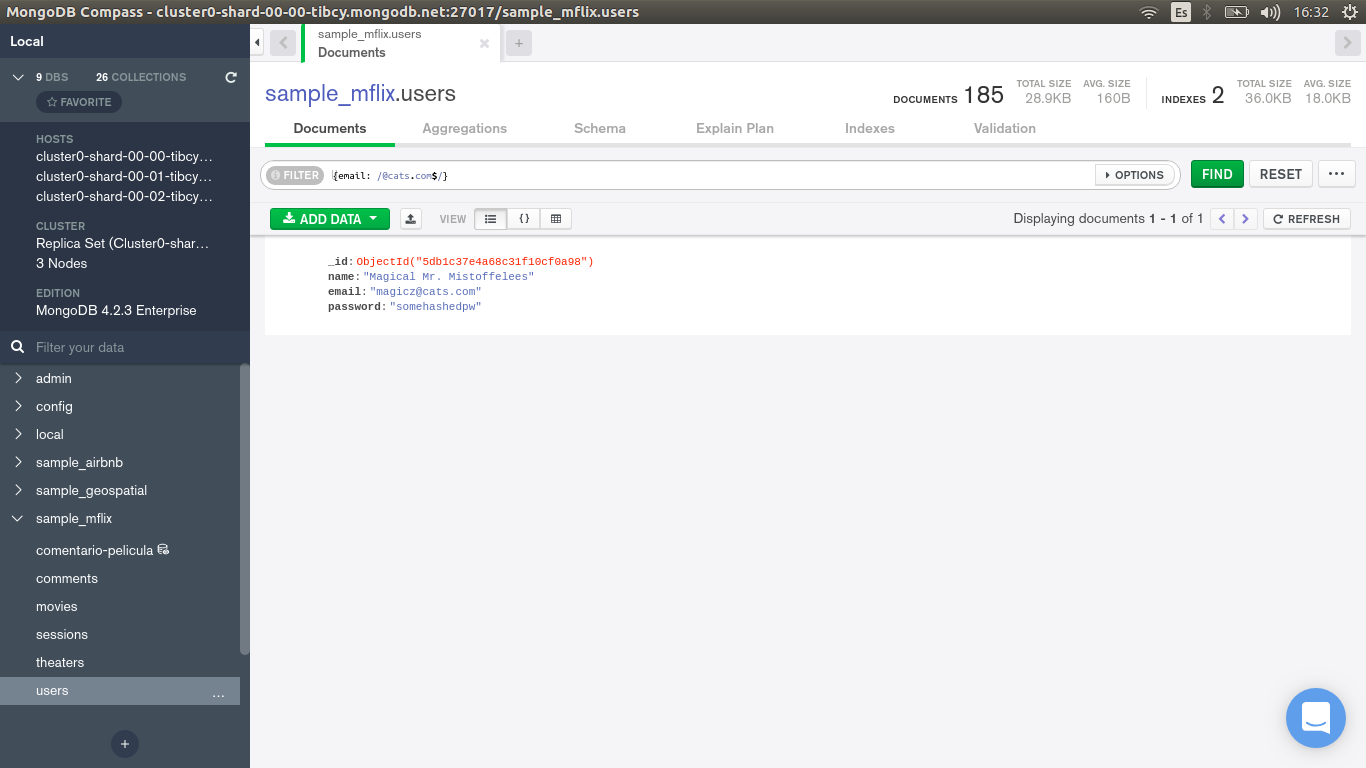 MongoDB Compass - cluster0-shard-00-00-tibcy.mongodb.net:27017/sample_mflix.users
Es
16:32
Local
9 DBS 26 COLLECTIONS
FAVORITE
HOSTS
cluster0-shard-00-00-tibcy…
cluster0-shard-00-01-tibcy…
cluster0-shard-00-02-tibcy…
CLUSTER
Replica Set (Cluster0-shar…
3 Nodes
EDITION
MongoDB 4.2.3 Enterprise
Filter your data
admin
config
local
sample_airbnb
sample_geospatial
sample_mflix
comentario-pelicula
comments
movies
sessions
theaters
users …
+
sample_mflix.users
Documents
+
sample_mflix.users
DOCUMENTS 185 TOTAL SIZE 28.9KB AVG. SIZE 160B
INDEXES 2 TOTAL SIZE 36.0KB AVG. SIZE 18.0KB
Documents Aggregations Schema Explain Plan Indexes Validation
FILTER {email: /@cats.com$/} OPTIONS FIND RESET ...
ADD DATA VIEW {} Displaying documents 1 - 1 of 1 REFRESH
_id: ObjectId("5db1c37e4a68c31f10cf0a98")
name: "Magical Mr. Mistoffelees"
email: "magicz@cats.com"
password: "somehashedpw"